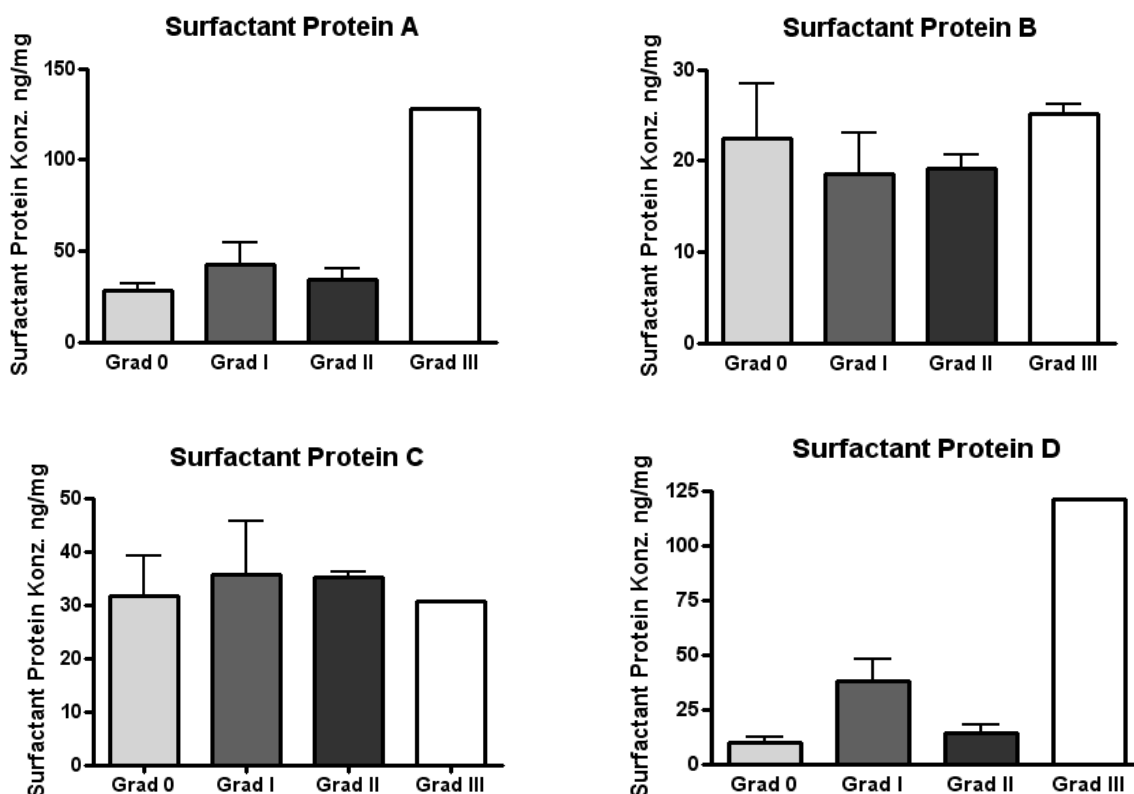 Surfactant Protein A
Surfactant Protein Konz. ng/mg
150
100
50
0
Grad 0 Grad I Grad II Grad III
Surfactant Protein B
Surfactant Protein Konz. ng/mg
30
20
10
0
Grad 0 Grad I Grad II Grad III
Surfactant Protein C
Surfactant Protein Konz. ng/mg
50
40
30
20
10
0
Grad 0 Grad I Grad II Grad III
Surfactant Protein D
Surfactant Protein Konz. ng/mg
125
100
75
50
25
0
Grad 0 Grad I Grad II Grad III